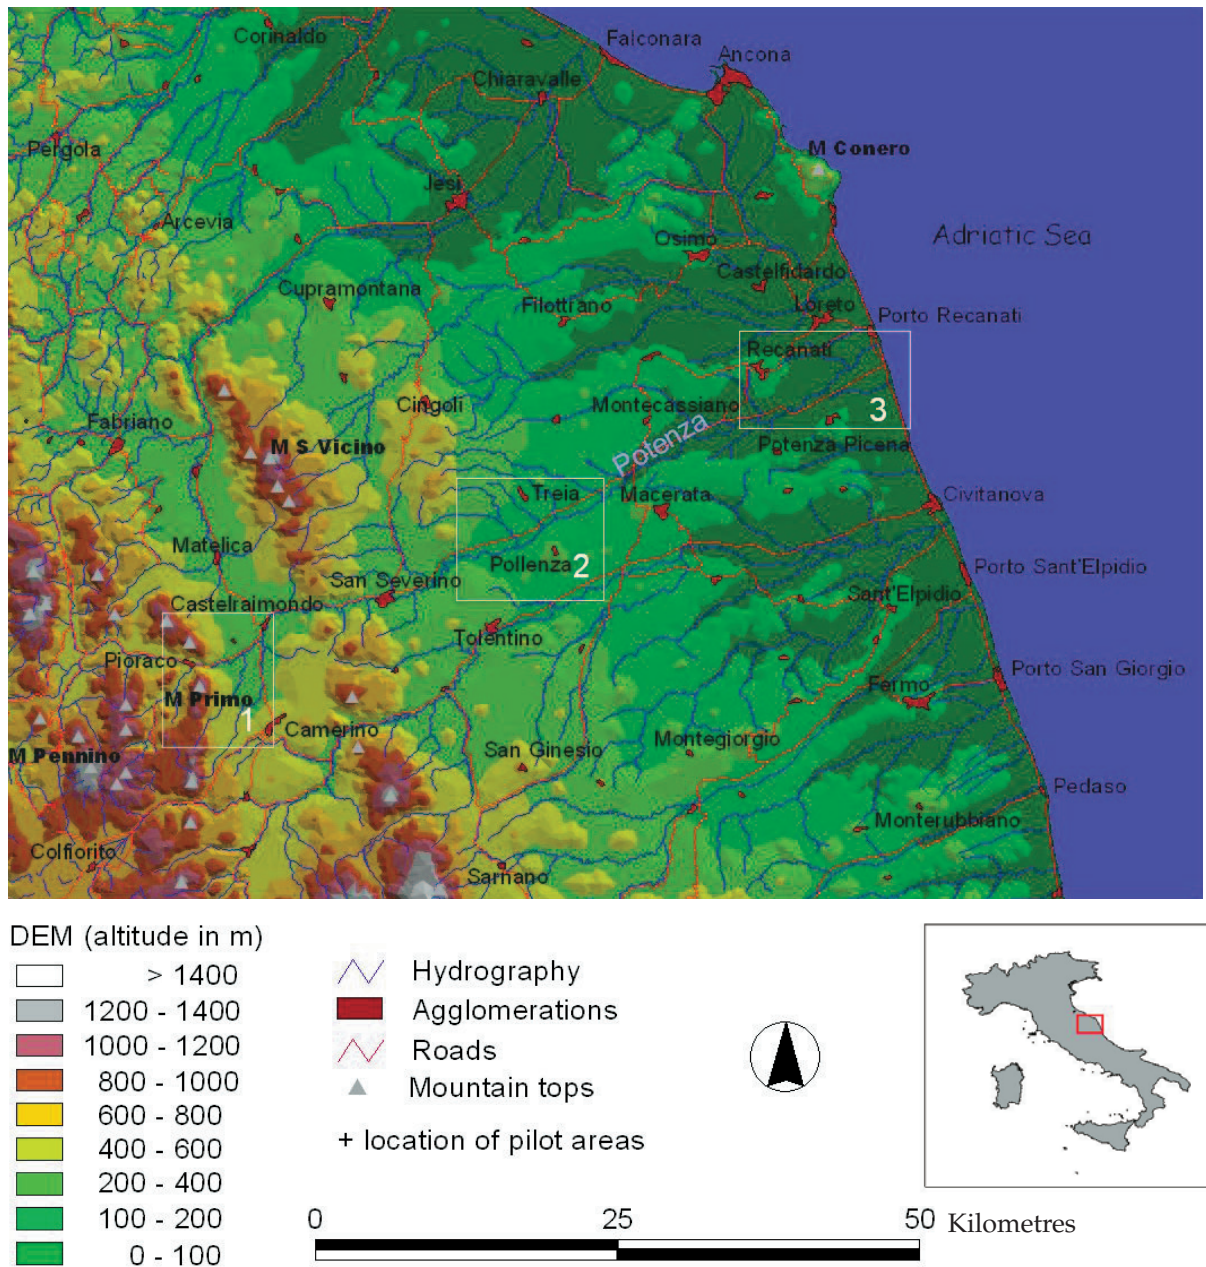 Corinaldo
Falconara
Ancona
Chiaravalle
Pergola
M Conero
Jesi
Arcevia
Osimo
Adriatic Sea
Castelfidardo
Cupramontana
Filottrano
Loreto
Porto Recanati
Recanati
Cingoli
Montecassiano
3
Fabriano
Potenza
Potenza Picena
M S Vicino
Treia
Macerata
Civitanova
Matelica
Pollenza
2
Porto Sant'Elpidio
San Severino
Castelraimondo
Sant'Elpidio
Tolentino
Pioraco
Porto San Giorgio
M Primo
Fermo
1
Camerino
M Pennino
San Ginesio
Montegiorgio
Pedaso
Monterubbiano
Colfiorito
Sarnano
DEM (altitude in m)
> 1400
1200 - 1400
1000 - 1200
800 - 1000
600 - 800
400 - 600
200 - 400
100 - 200
0 - 100
Hydrography
Agglomerations
Roads
Mountain tops
+ location of pilot areas
0 25 50 Kilometres